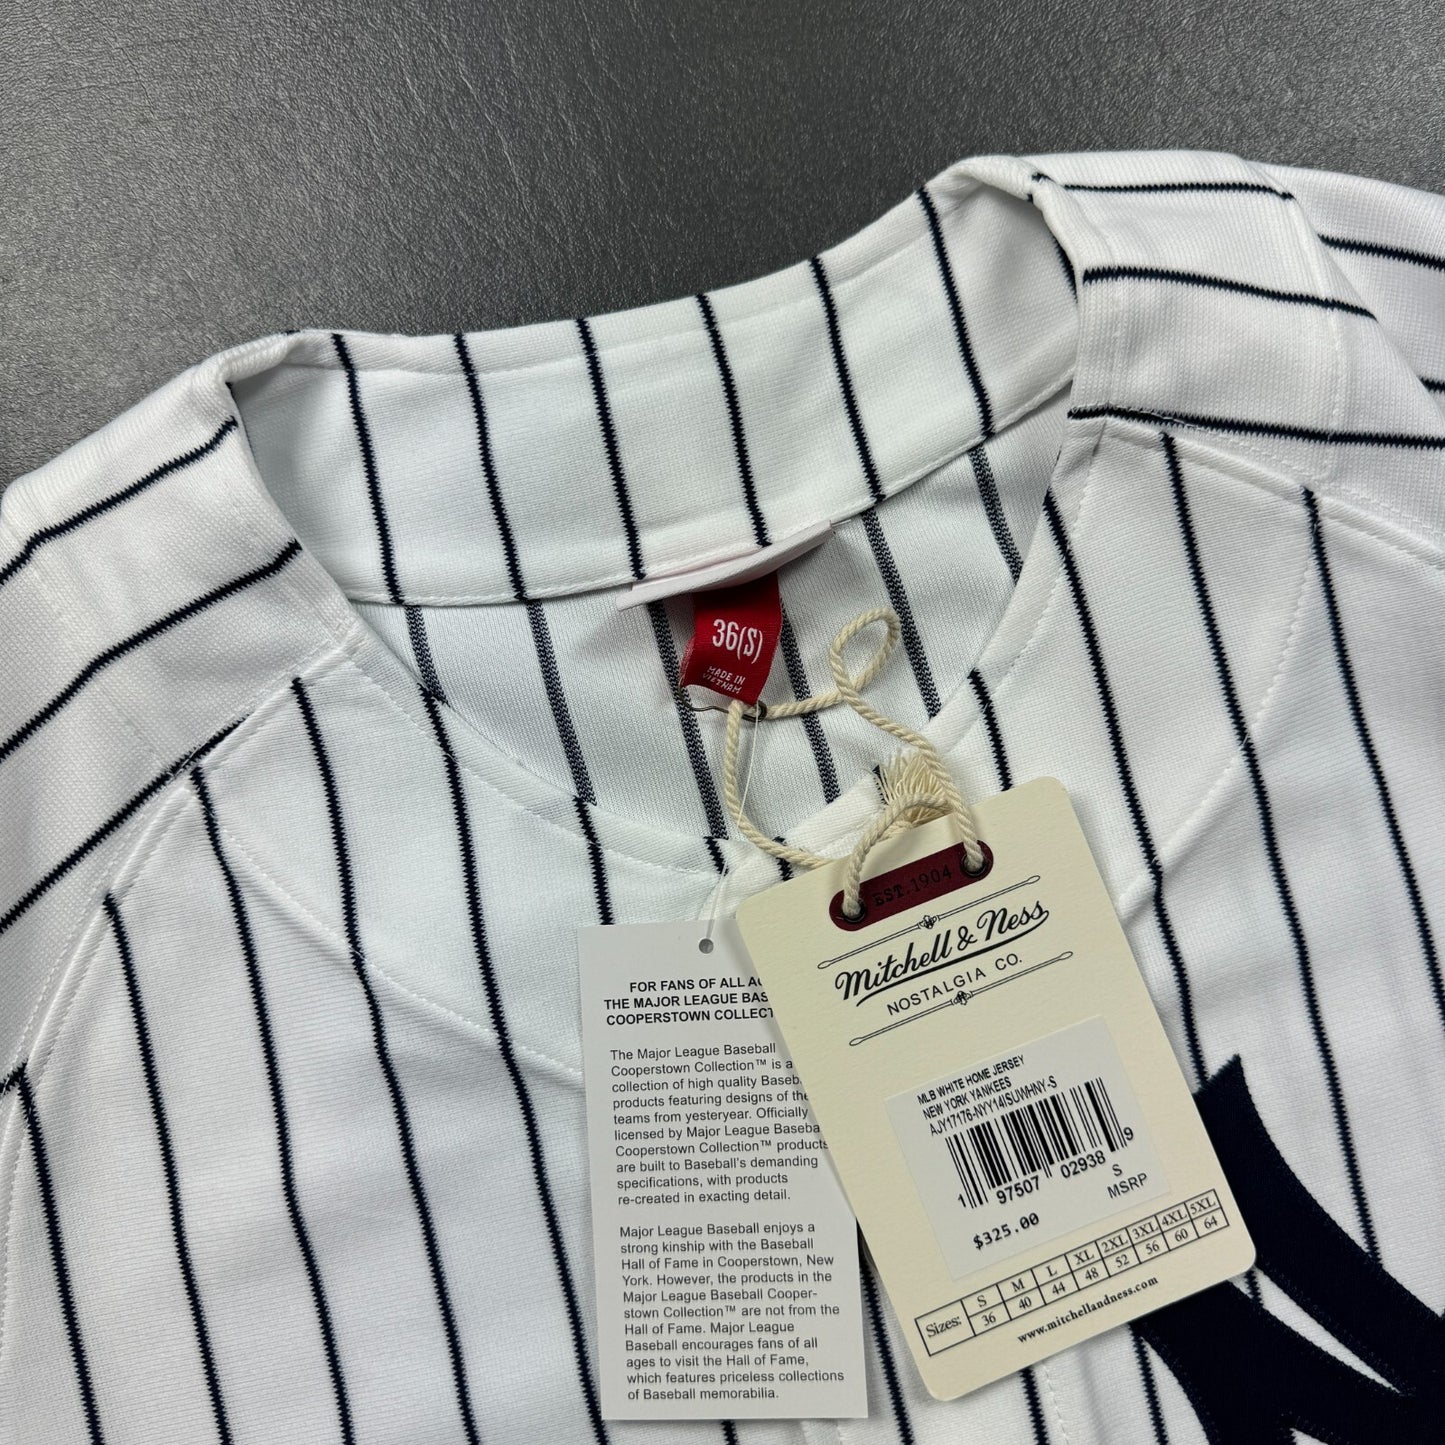 36(S)
MADE IN
VIETNAM
EST.1904
Mitchell & Ness
NOSTALGIA CO.
MLB WHITE HOME JERSEY
NEW YORK YANKEES
AJY17176-NYY14ISUWHNY-S
1 97507 02938 9
S
$325.00 MSRP
Sizes: S M L XL 2XL 3XL 4XL 5XL
36 40 44 48 52 56 60 64
www.mitchellandness.com
FOR FANS OF ALL
THE MAJOR LEAGUE
COOPERSTOWN
The Major League Baseball
Cooperstown Collection™ is a
collection of high quality
products featuring designs of
teams from yesteryear. Officially
licensed by Major League
Cooperstown Collection™ products
are built to Baseball's demanding
specifications, with products
re-created in exacting detail.
Major League Baseball enjoys a
strong kinship with the Baseball
Hall of Fame in Cooperstown, New
York. However, the products in the
Major League Baseball Cooper-
stown Collection™ are not from the
Hall of Fame. Major League
Baseball encourages fans of all
ages to visit the Hall of Fame,
which features priceless collections
of Baseball memorabilia.